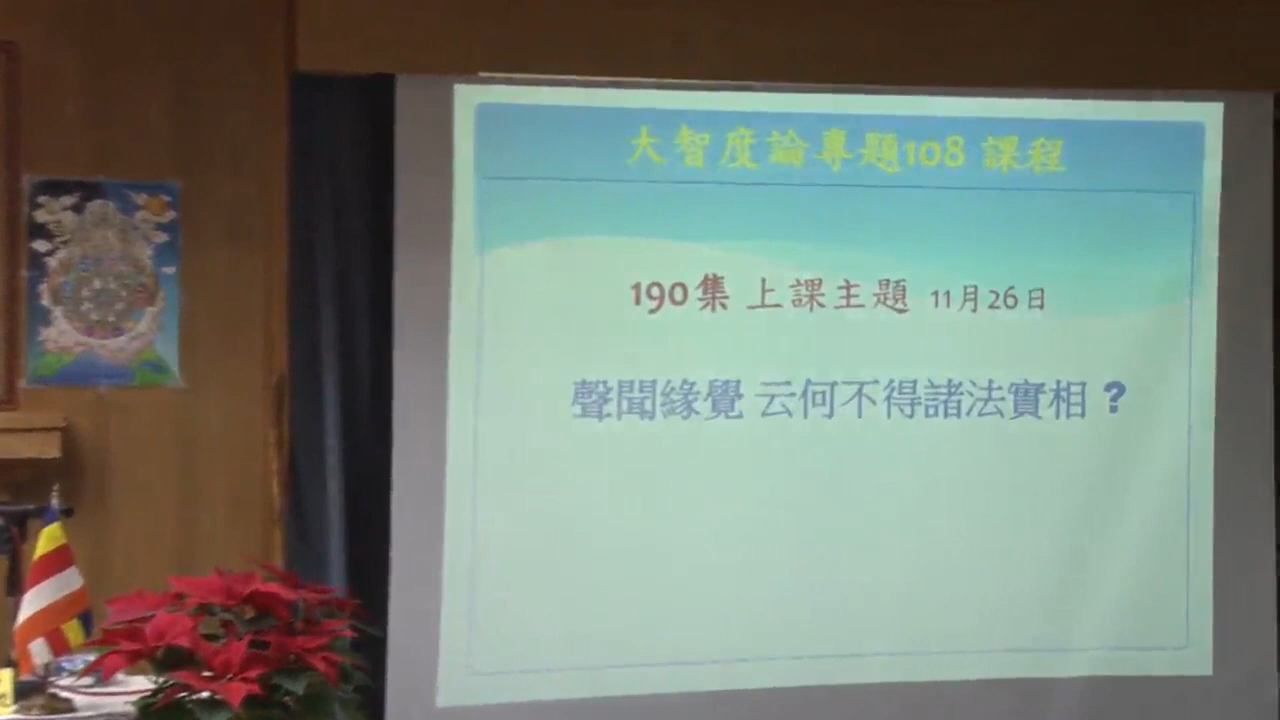 大智度論專題108 課程
190集 上課主題 11月26日
聲聞緣覺 云何不得諸法實相？